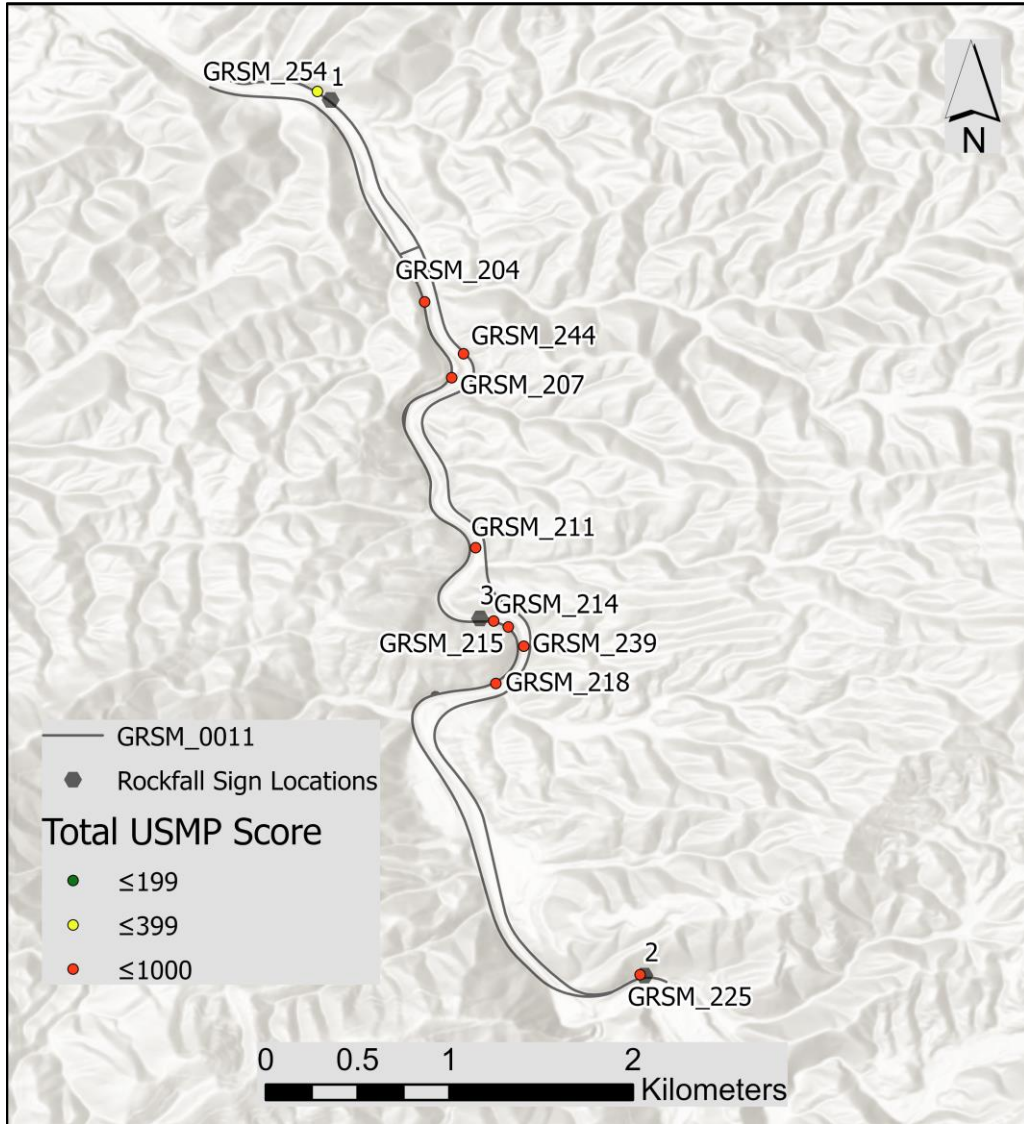 GRSM_254
1
N
GRSM_204
GRSM_244
GRSM_207
GRSM_211
3
GRSM_214
GRSM_215
GRSM_239
GRSM_218
GRSM_0011
Rockfall Sign Locations
Total USMP Score
≤199
≤399
≤1000
2
GRSM_225
0 0.5 1 2
Kilometers